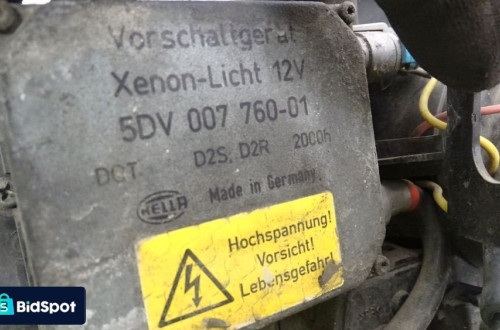 Vorschaltgerät
Xenon-Licht 12V
5DV 007 760-01
DOT D2S, D2R 2000h
HELLA Made in Germany.
Hochspannung!
Vorsicht!
Lebensgefahr!
BidSpot